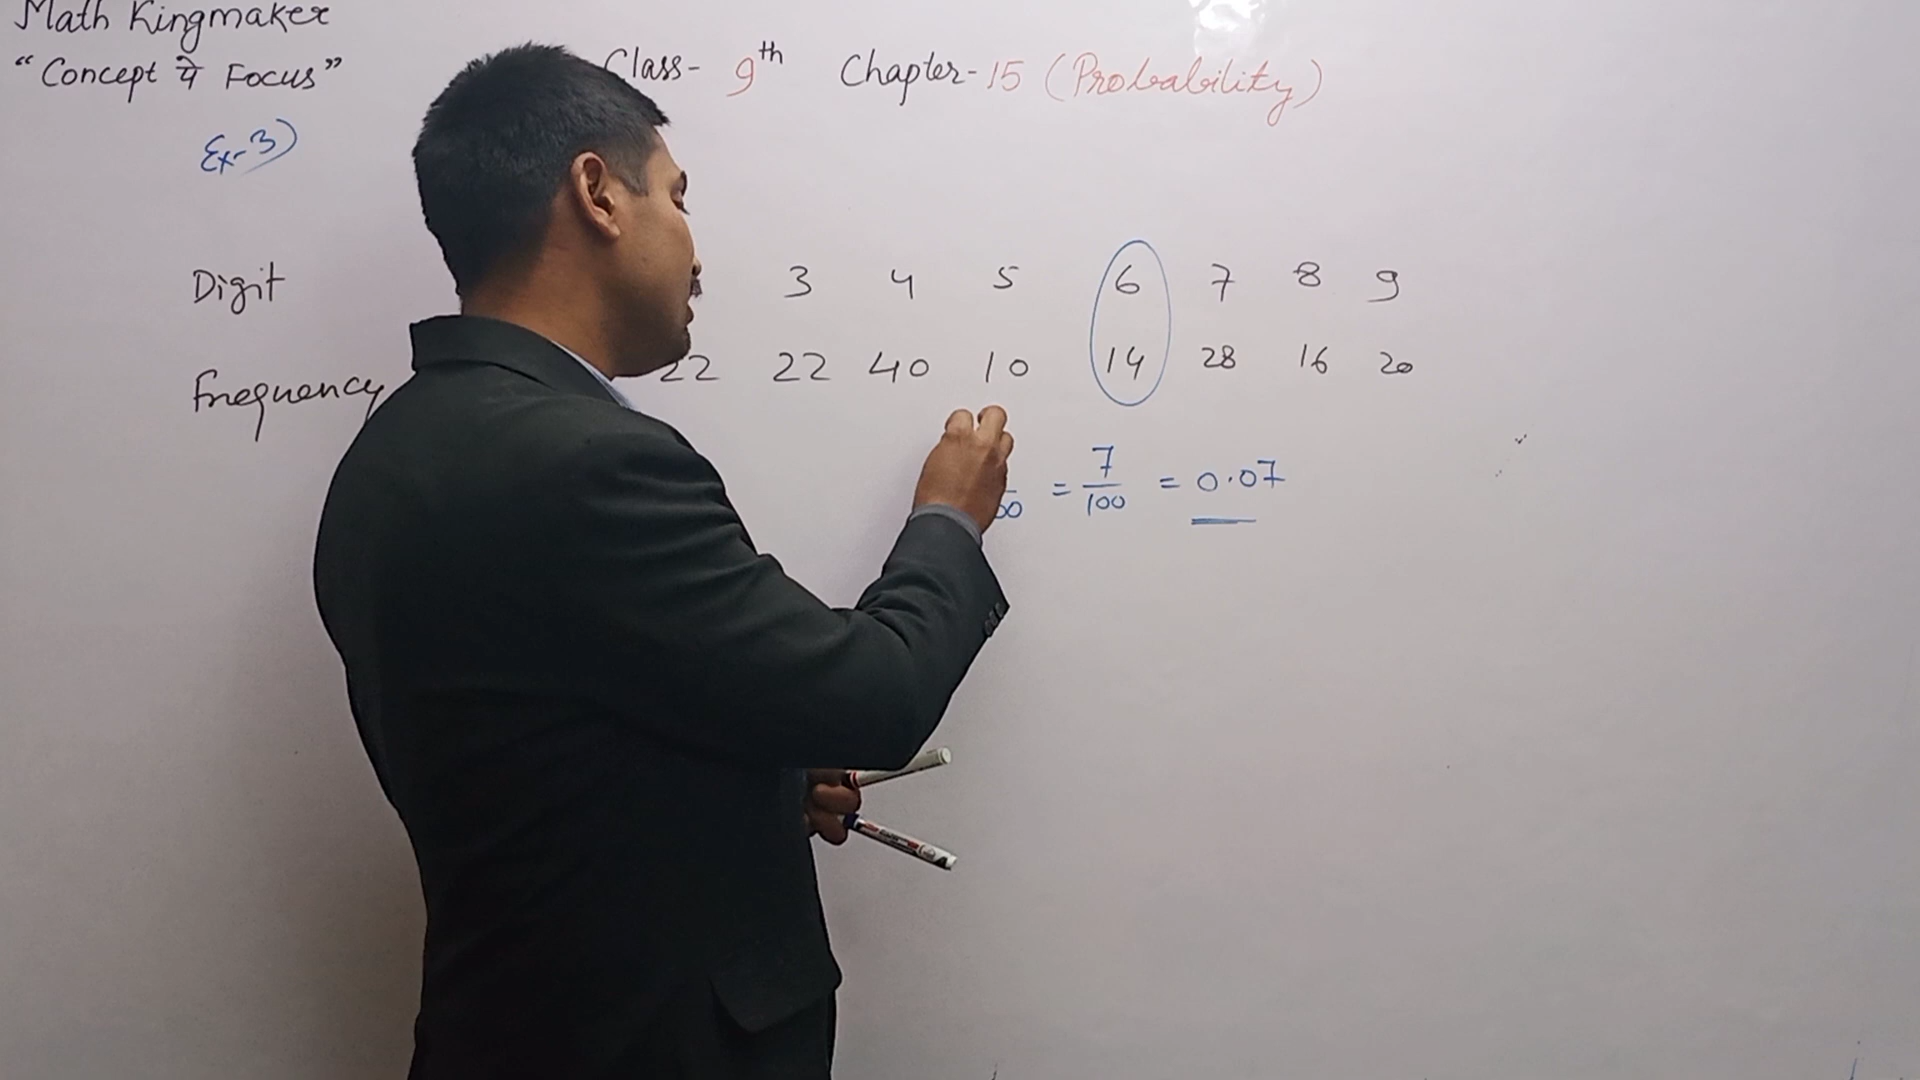 Math Kingmaker
"Concept पे Focus"
Class- 9th Chapter-15 (Probability)
Ex-3)
Digit 3 4 5 6 7 8 9
Frequency 22 22 40 10 14 28 16 20
= 7/100 = 0.07